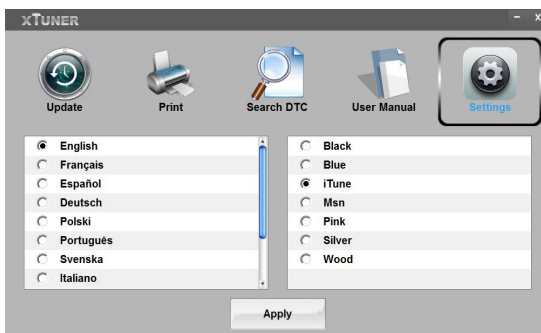 XTUNER
Update Print Search DTC User Manual Settings
English
Français
Español
Deutsch
Polski
Português
Svenska
Italiano
Black
Blue
iTune
Msn
Pink
Silver
Wood
Apply